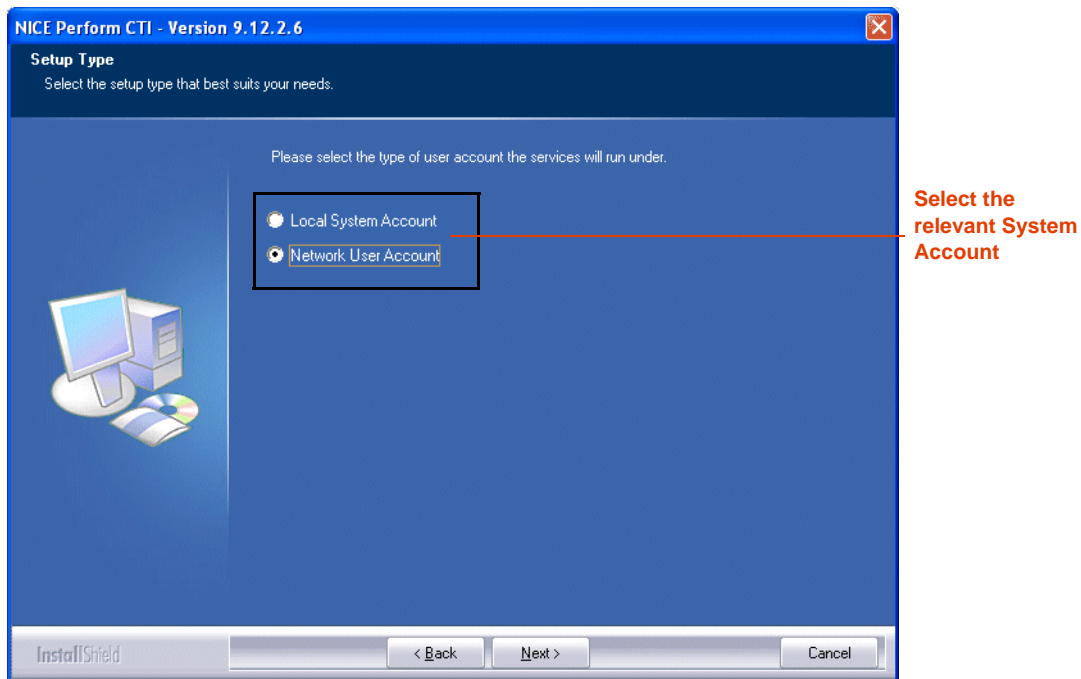 NICE Perform CTI - Version 9.12.2.6
Setup Type
Select the setup type that best suits your needs.
Please select the type of user account the services will run under.
Local System Account
Network User Account
Select the
relevant System
Account
InstallShield
< Back
Next >
Cancel